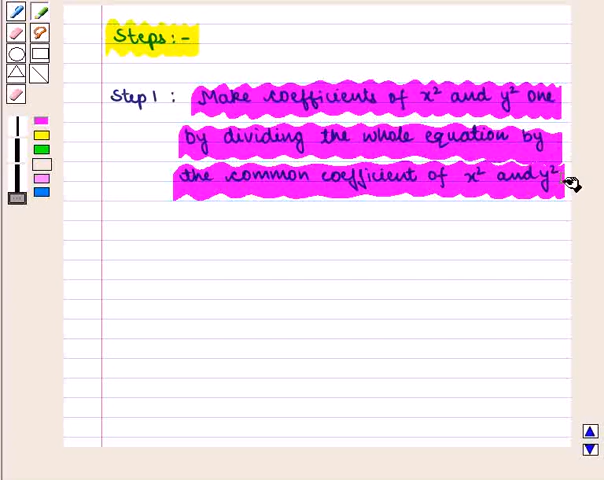 Steps:-
Step 1 : Make coefficients of x² and y² one
by dividing the whole equation by
the common coefficient of x² and y²